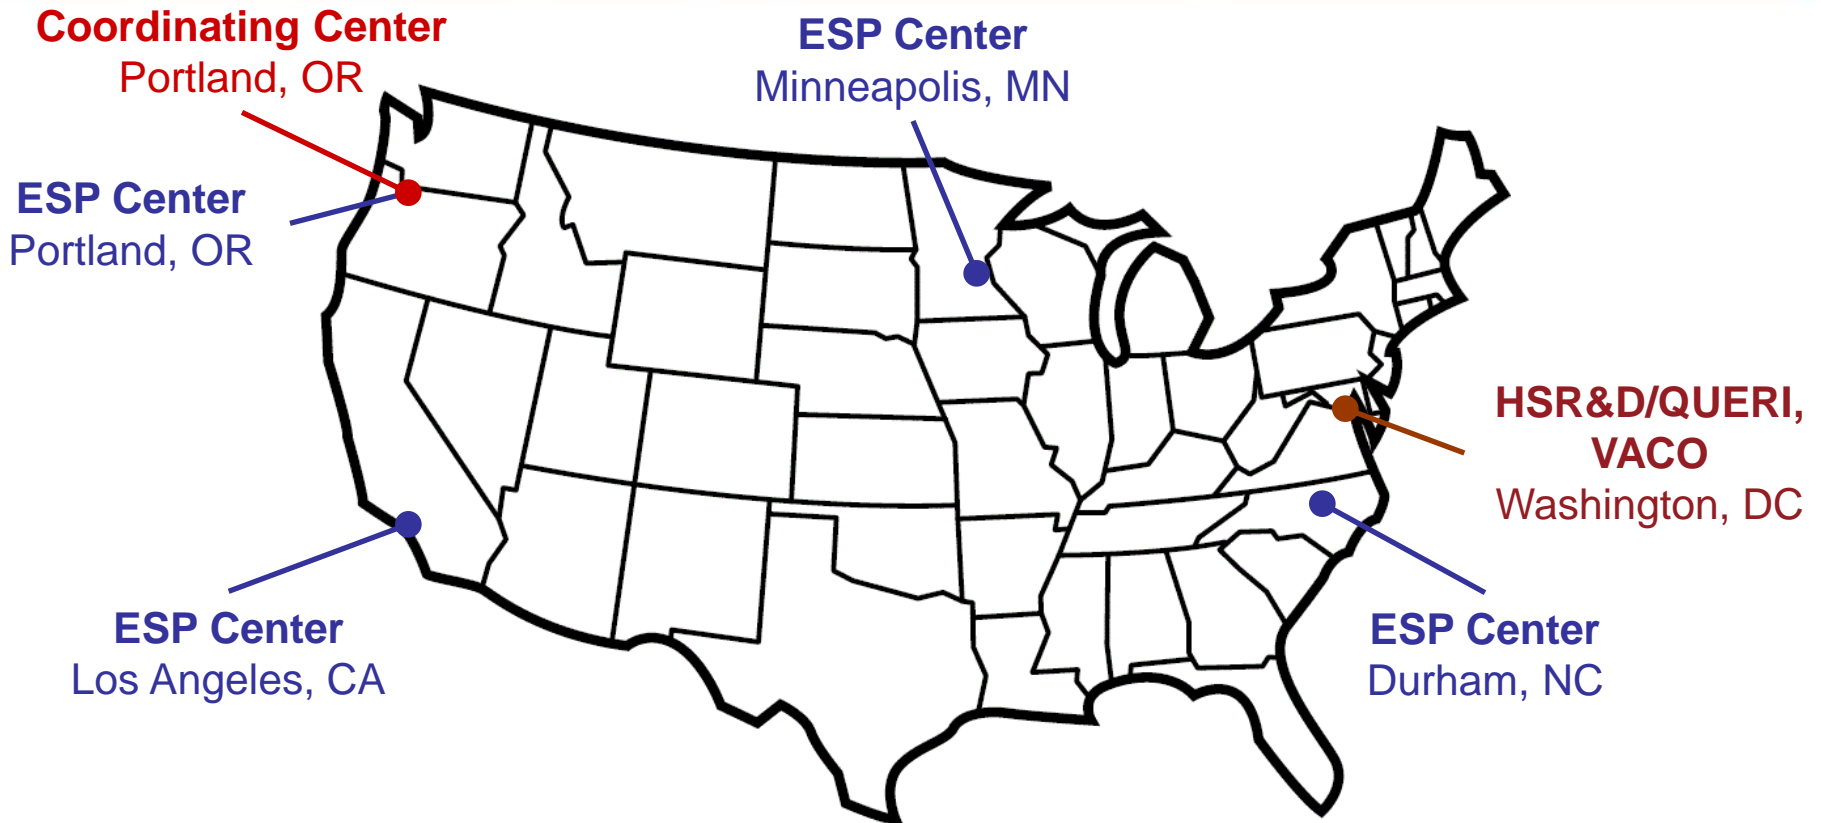 Coordinating Center
Portland, OR
ESP Center
Minneapolis, MN
ESP Center
Portland, OR
HSR&D/QUERI,
VACO
Washington, DC
ESP Center
Los Angeles, CA
ESP Center
Durham, NC